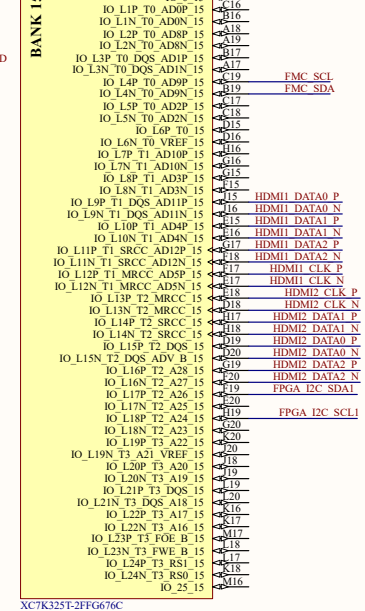 BANK 15
D
IO_L1P_T0_AD0P_15 C16
IO_L1N_T0_AD0N_15 B16
IO_L2P_T0_AD8P_15 A18
IO_L2N_T0_AD8N_15 A19
IO_L3P_T0_DQS_AD1P_15 B17
IO_L3N_T0_DQS_AD1N_15 A17
IO_L4P_T0_AD9P_15 C19 FMC_SCL
IO_L4N_T0_AD9N_15 B19 FMC_SDA
IO_L5P_T0_AD2P_15 C17
IO_L5N_T0_AD2N_15 C18
IO_L6P_T0_15 D15
IO_L6N_T0_VREF_15 D16
IO_L7P_T1_AD10P_15 H16
IO_L7N_T1_AD10N_15 G16
IO_L8P_T1_AD3P_15 G15
IO_L8N_T1_AD3N_15 F15
IO_L9P_T1_DQS_AD11P_15 J15 HDMI1_DATA0_P
IO_L9N_T1_DQS_AD11N_15 J16 HDMI1_DATA0_N
IO_L10P_T1_AD4P_15 E15 HDMI1_DATA1_P
IO_L10N_T1_AD4N_15 E16 HDMI1_DATA1_N
IO_L11P_T1_SRCC_AD12P_15 G17 HDMI1_DATA2_P
IO_L11N_T1_SRCC_AD12N_15 F18 HDMI1_DATA2_N
IO_L12P_T1_MRCC_AD5P_15 F17 HDMI1_CLK_P
IO_L12N_T1_MRCC_AD5N_15 E17 HDMI1_CLK_N
IO_L13P_T2_MRCC_15 E18 HDMI2_CLK_P
IO_L13N_T2_MRCC_15 D18 HDMI2_CLK_N
IO_L14P_T2_SRCC_15 H17 HDMI2_DATA1_P
IO_L14N_T2_SRCC_15 H18 HDMI2_DATA1_N
IO_L15P_T2_DQS_15 D19 HDMI2_DATA0_P
IO_L15N_T2_DQS_ADV_B_15 D20 HDMI2_DATA0_N
IO_L16P_T2_A28_15 G19 HDMI2_DATA2_P
IO_L16N_T2_A27_15 F20 HDMI2_DATA2_N
IO_L17P_T2_A26_15 F19 FPGA_I2C_SDA1
IO_L17N_T2_A25_15 E20
IO_L18P_T2_A24_15 H19 FPGA_I2C_SCL1
IO_L18N_T2_A23_15 G20
IO_L19P_T3_A22_15 K20
IO_L19N_T3_A21_VREF_15 J20
IO_L20P_T3_A20_15 J18
IO_L20N_T3_A19_15 J19
IO_L21P_T3_DQS_15 L19
IO_L21N_T3_DQS_A18_15 L20
IO_L22P_T3_A17_15 K16
IO_L22N_T3_A16_15 K17
IO_L23P_T3_FOE_B_15 M17
IO_L23N_T3_FWE_B_15 L18
IO_L24P_T3_RS1_15 L17
IO_L24N_T3_RS0_15 K18
IO_25_15 M16
XC7K325T-2FFG676C